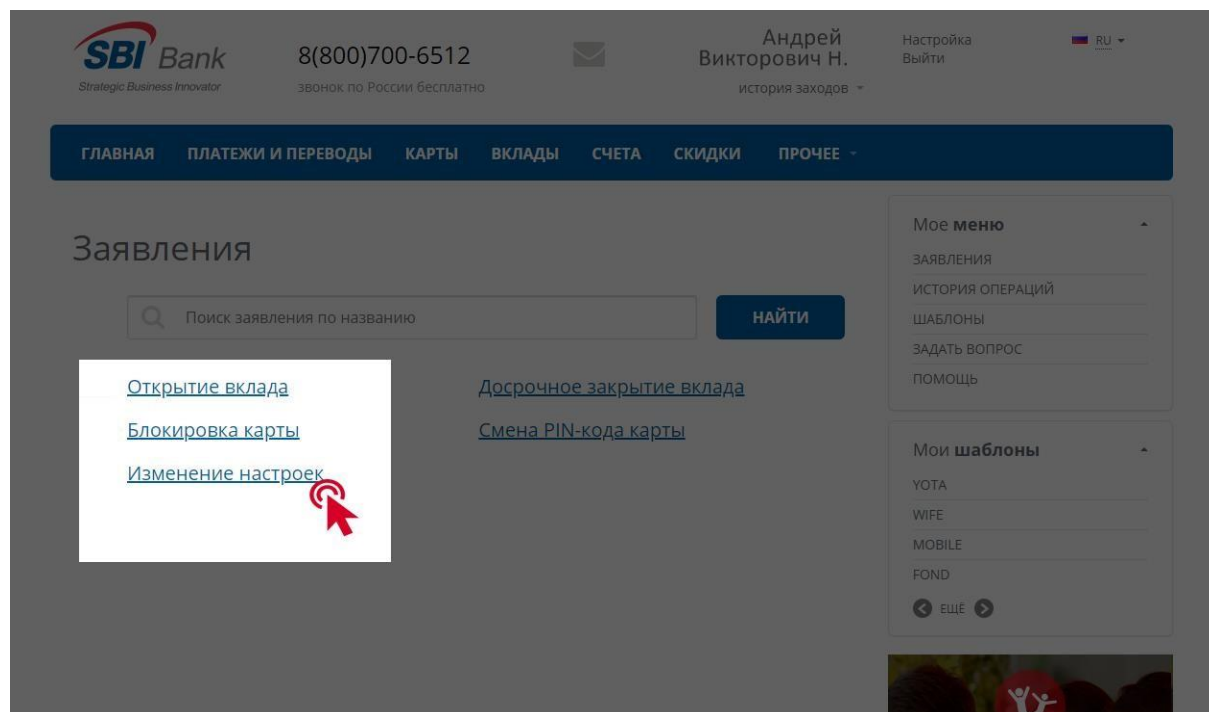 SBI Bank
Strategic Business Innovator
8(800)700-6512
звонок по России бесплатно
Андрей
Викторович Н.
история заходов
Настройка
Выйти
RU
ГЛАВНАЯ ПЛАТЕЖИ И ПЕРЕВОДЫ КАРТЫ ВКЛАДЫ СЧЕТА СКИДКИ ПРОЧЕЕ
Заявления
Поиск заявления по названию
НАЙТИ
Открытие вклада
Досрочное закрытие вклада
Блокировка карты
Смена PIN-кода карты
Изменение настроек
Мое меню
ЗАЯВЛЕНИЯ
ИСТОРИЯ ОПЕРАЦИЙ
ШАБЛОНЫ
ЗАДАТЬ ВОПРОС
ПОМОЩЬ
Мои шаблоны
YOTA
WIFE
MOBILE
FOND
ЕЩЁ